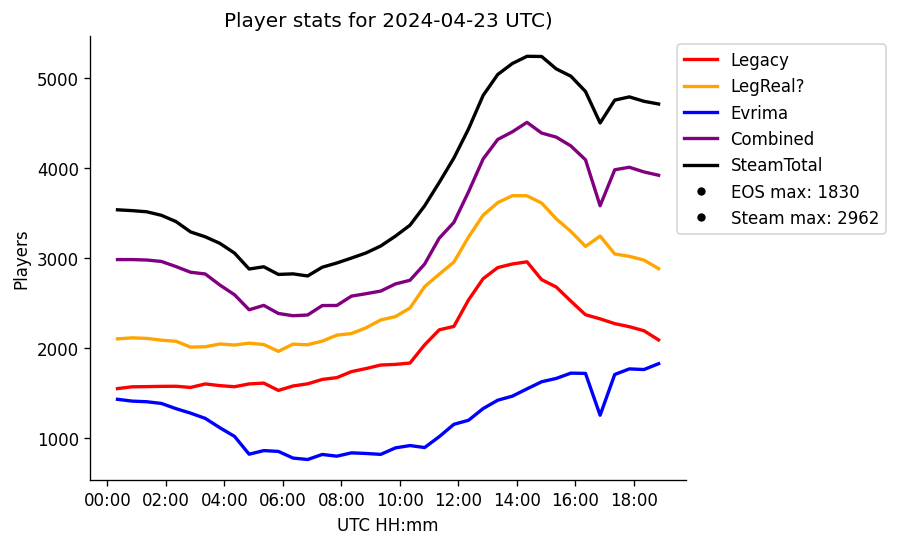 Player stats for 2024-04-23 UTC)
Legacy
LegReal?
Evrima
Combined
SteamTotal
EOS max: 1830
Steam max: 2962
Players
5000
4000
3000
2000
1000
00:00 02:00 04:00 06:00 08:00 10:00 12:00 14:00 16:00 18:00
UTC HH:mm